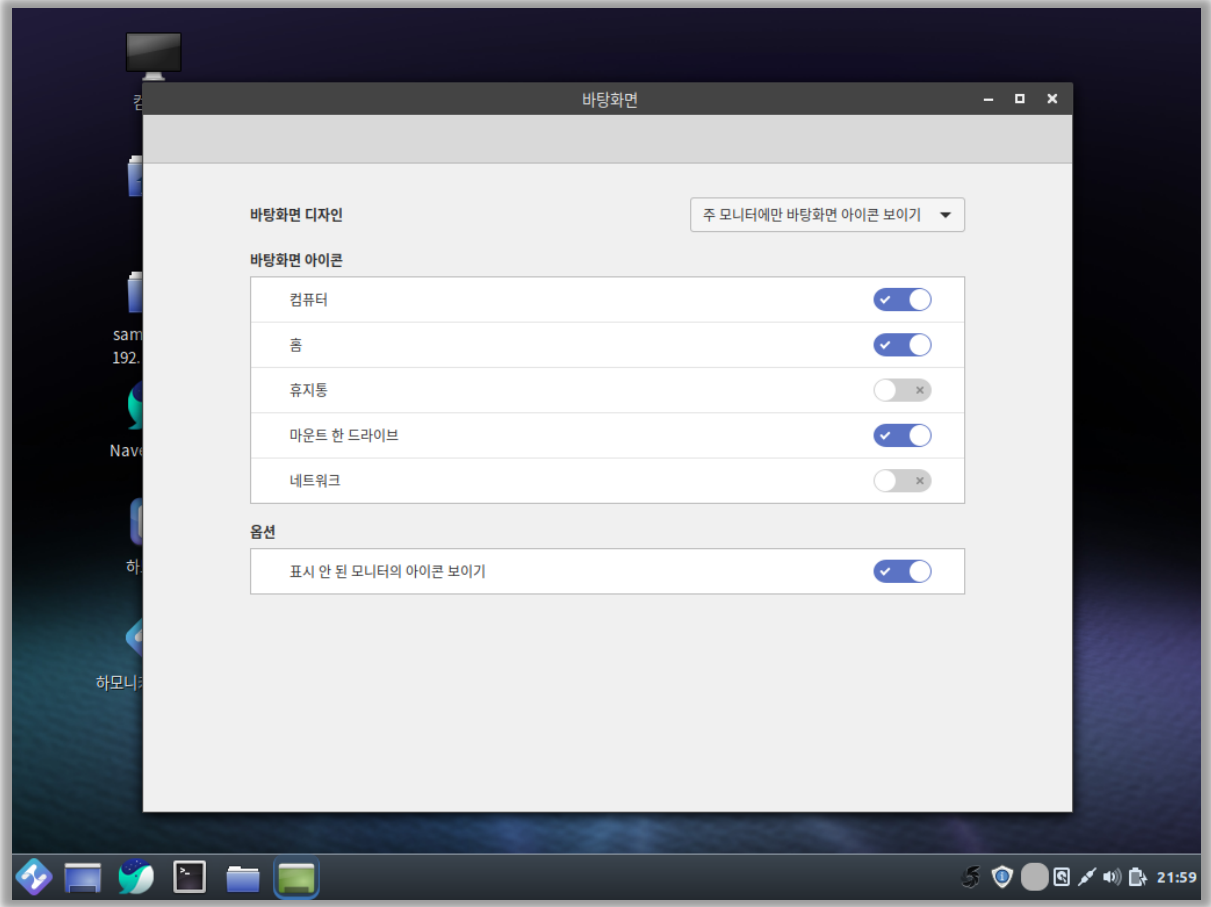 바탕화면
바탕화면 디자인
주 모니터에만 바탕화면 아이콘 보이기
바탕화면 아이콘
컴퓨터
홈
휴지통
마운트 한 드라이브
네트워크
옵션
표시 안 된 모니터의 아이콘 보이기
sam
192.
Nav
하모니
21:59